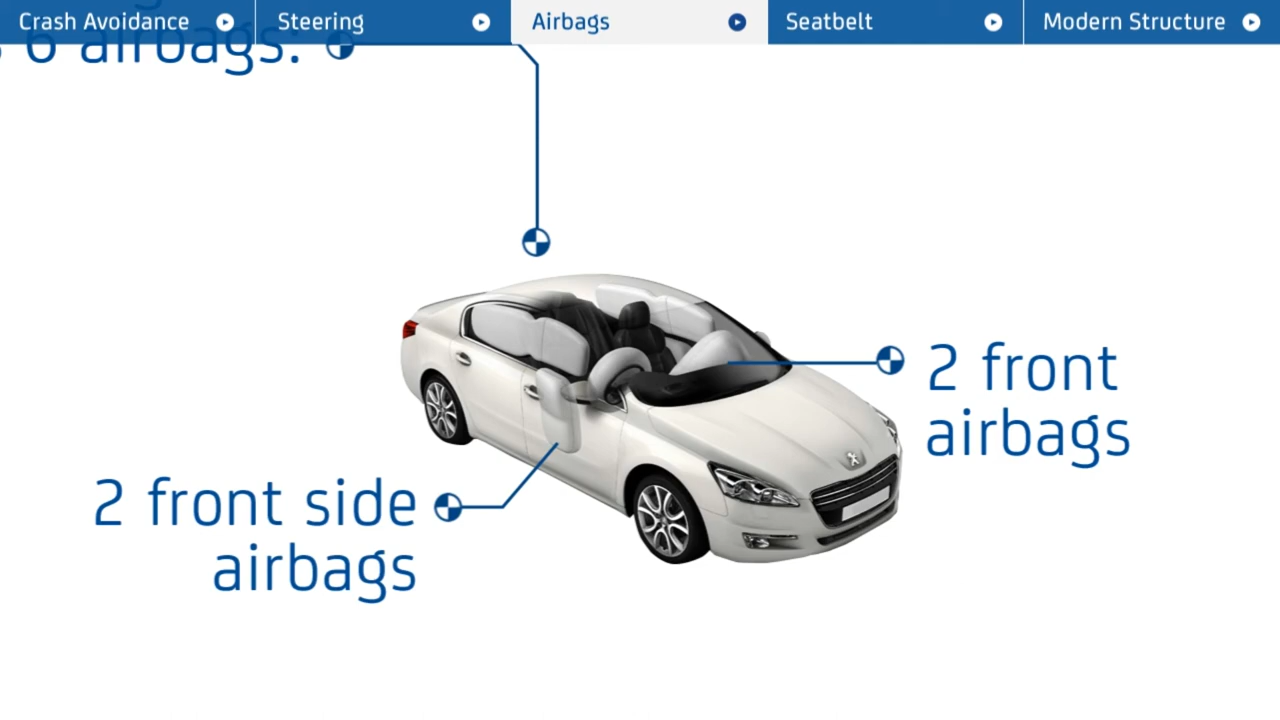 Crash Avoidance
Steering
Airbags
Seatbelt
Modern Structure
6 airbags:
2 front
airbags
2 front side
airbags